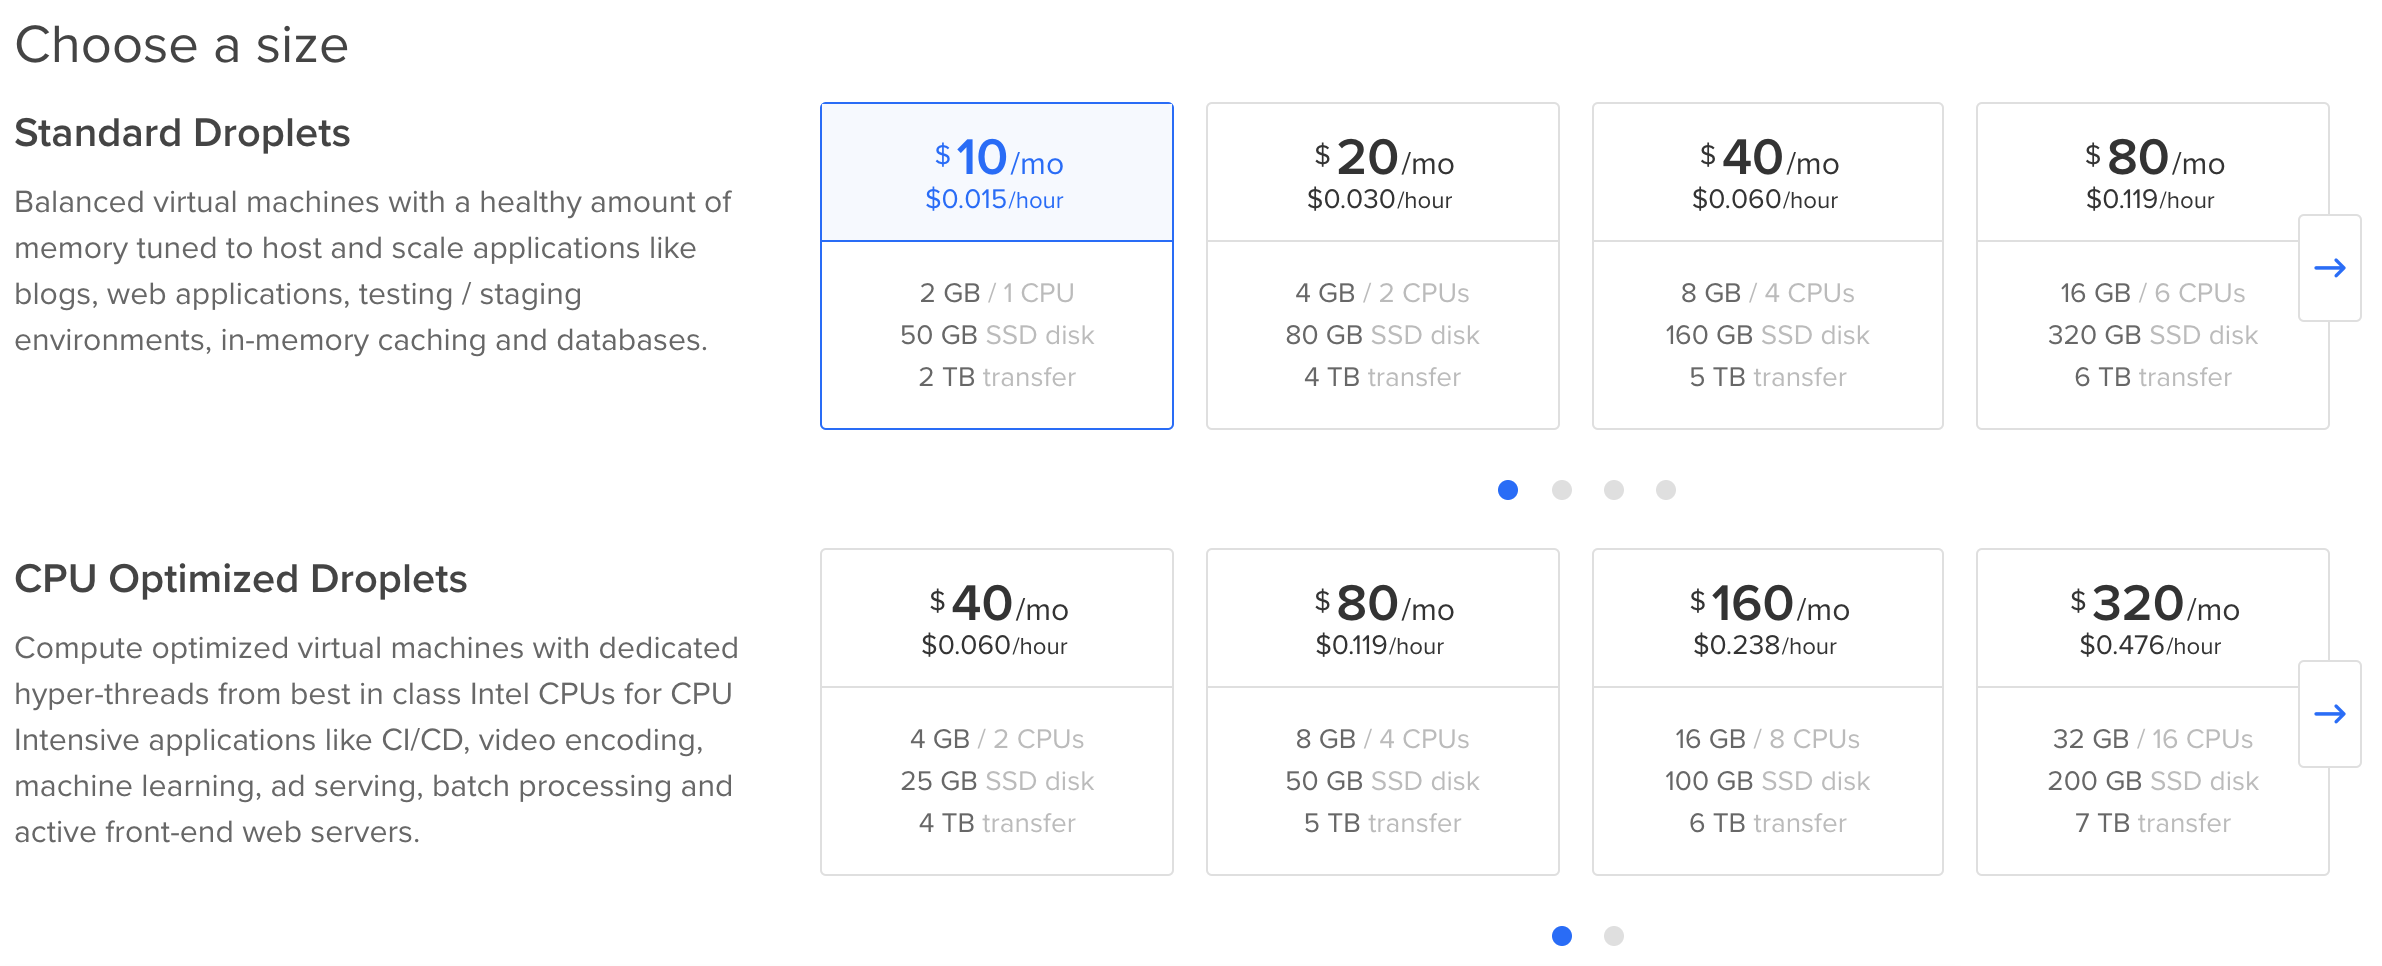 Choose a size
Standard Droplets
Balanced virtual machines with a healthy amount of
memory tuned to host and scale applications like
blogs, web applications, testing / staging
environments, in-memory caching and databases.
$10/mo
$0.015/hour
2 GB / 1 CPU
50 GB SSD disk
2 TB transfer
$20/mo
$0.030/hour
4 GB / 2 CPUs
80 GB SSD disk
4 TB transfer
$40/mo
$0.060/hour
8 GB / 4 CPUs
160 GB SSD disk
5 TB transfer
$80/mo
$0.119/hour
16 GB / 6 CPUs
320 GB SSD disk
6 TB transfer
CPU Optimized Droplets
Compute optimized virtual machines with dedicated
hyper-threads from best in class Intel CPUs for CPU
Intensive applications like CI/CD, video encoding,
machine learning, ad serving, batch processing and
active front-end web servers.
$40/mo
$0.060/hour
4 GB / 2 CPUs
25 GB SSD disk
4 TB transfer
$80/mo
$0.119/hour
8 GB / 4 CPUs
50 GB SSD disk
5 TB transfer
$160/mo
$0.238/hour
16 GB / 8 CPUs
100 GB SSD disk
6 TB transfer
$320/mo
$0.476/hour
32 GB / 16 CPUs
200 GB SSD disk
7 TB transfer